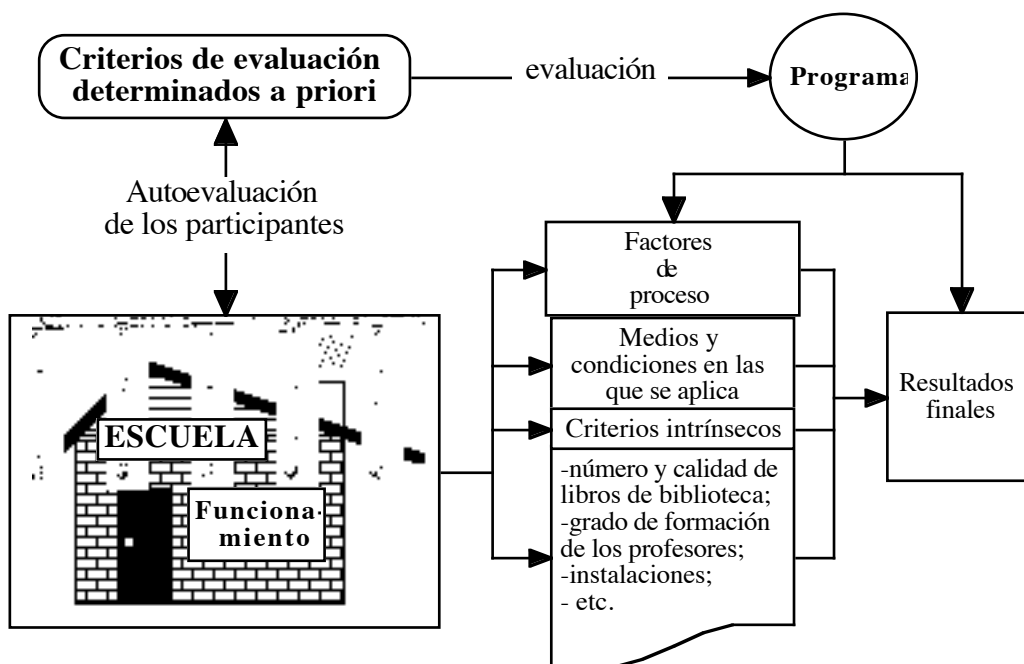 Criterios de evaluación
determinados a priori
evaluación
Programa
Autoevaluación
de los participantes
Factores
de
proceso
Medios y
condiciones en las
que se aplica
Criterios intrínsecos
-número y calidad de
libros de biblioteca;
-grado de formación
de los profesores;
-instalaciones;
- etc.
Resultados
finales
ESCUELA
Funciona-
miento